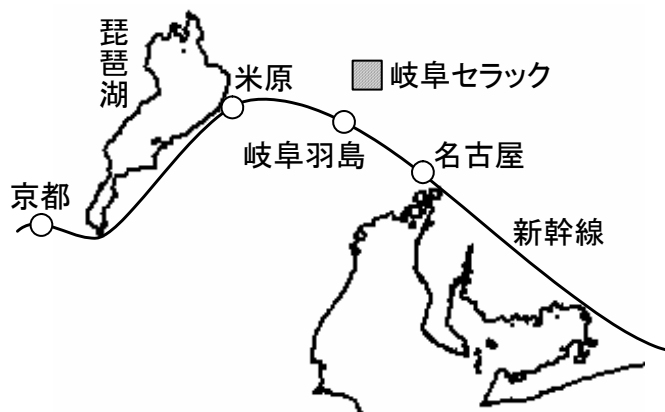 琵琶湖
米原
岐阜セラック
岐阜羽島
名古屋
京都
新幹線